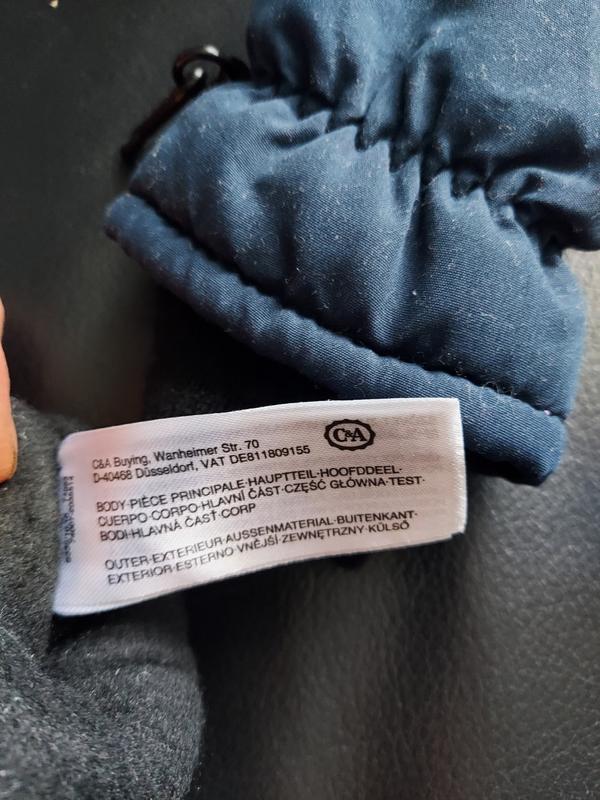 C&A
C&A Buying, Wanheimer Str. 70
D-40468 Düsseldorf, VAT DE811809155
BODY·PIÈCE PRINCIPALE·HAUPTTEIL·HOOFDDEEL·
CUERPO·CORPO·HLAVNÍ ČÁST·CZĘŚĆ GŁÓWNA·TEST·
BODI·HLAVNÁ ČASŤ·CORP
OUTER·EXTERIEUR·AUSSENMATERIAL·BUITENKANT·
EXTERIOR·ESTERNO·VNĚJŠÍ·ZEWNĘTRZNY·KÜLSŐ